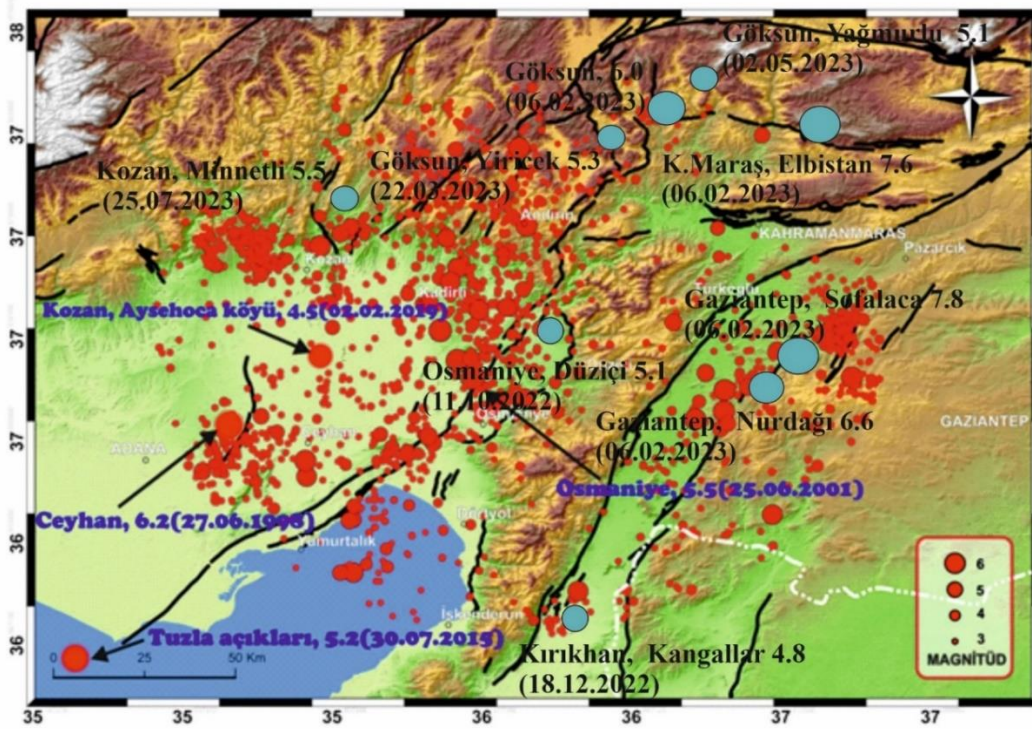 38
Göksun, Yağmurlu 5.1
(02.05.2023)
Göksun, 6.0
(06.02.2023)
37
Kozan, Minnetli 5.5
(25.07.2023)
Göksun, Yiricek 5.3
(22.03.2023)
K.Maraş, Elbistan 7.6
(06.02.2023)
Andırın
37
KAHRAMANMARAŞ
Pazarcık
Kozan
Kadirli
Türkoğlu
Kozan, Aysehoca köyü, 4.5(02.02.2019)
Gaziantep, Sofalaca 7.8
(06.02.2023)
37
Osmaniye, Düziçi 5.1
(11.10.2022)
Osmaniye
37
ADANA
Ceyhan
Gaziantep, Nurdağı 6.6
(06.02.2023)
GAZIANTEP
Osmaniye, 5.5(25.06.2001)
Ceyhan, 6.2(27.06.1998)
Dörtyol
36
Yumurtalık
İskenderun
6
5
4
3
MAGNİTÜD
Tuzla açıkları, 5.2(30.07.2015)
36
0 25 50 Km
Kırıkhan, Kangallar 4.8
(18.12.2022)
35 35 36 36 37 37